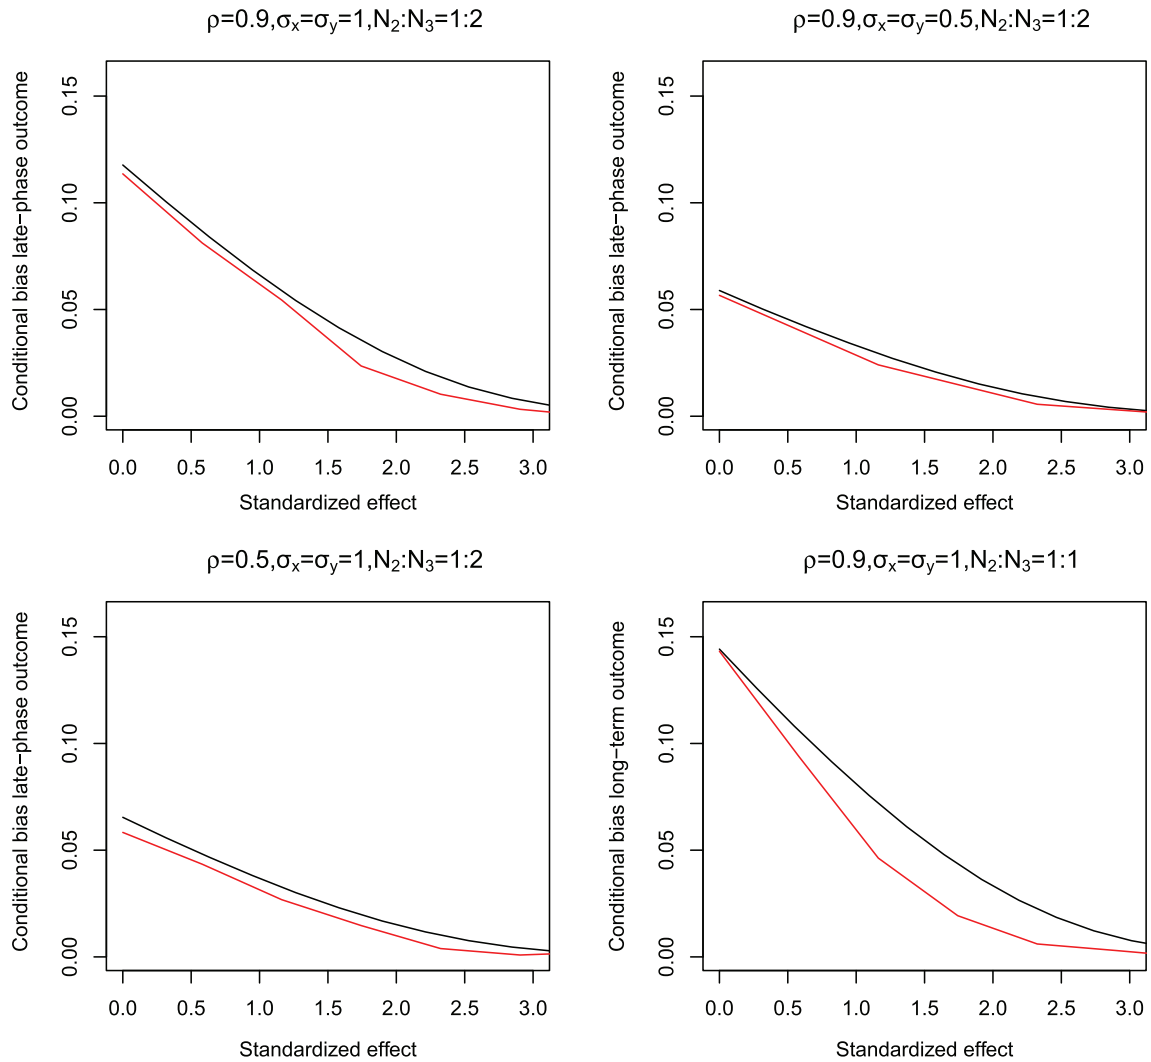 ρ=0.9,σx=σy=1,N2:N3=1:2
Conditional bias late−phase outcome
0.15
0.10
0.05
0.00
0.0 0.5 1.0 1.5 2.0 2.5 3.0
Standardized effect
ρ=0.9,σx=σy=0.5,N2:N3=1:2
Conditional bias late−phase outcome
0.15
0.10
0.05
0.00
0.0 0.5 1.0 1.5 2.0 2.5 3.0
Standardized effect
ρ=0.5,σx=σy=1,N2:N3=1:2
Conditional bias late−phase outcome
0.15
0.10
0.05
0.00
0.0 0.5 1.0 1.5 2.0 2.5 3.0
Standardized effect
ρ=0.9,σx=σy=1,N2:N3=1:1
Conditional bias long−term outcome
0.15
0.10
0.05
0.00
0.0 0.5 1.0 1.5 2.0 2.5 3.0
Standardized effect